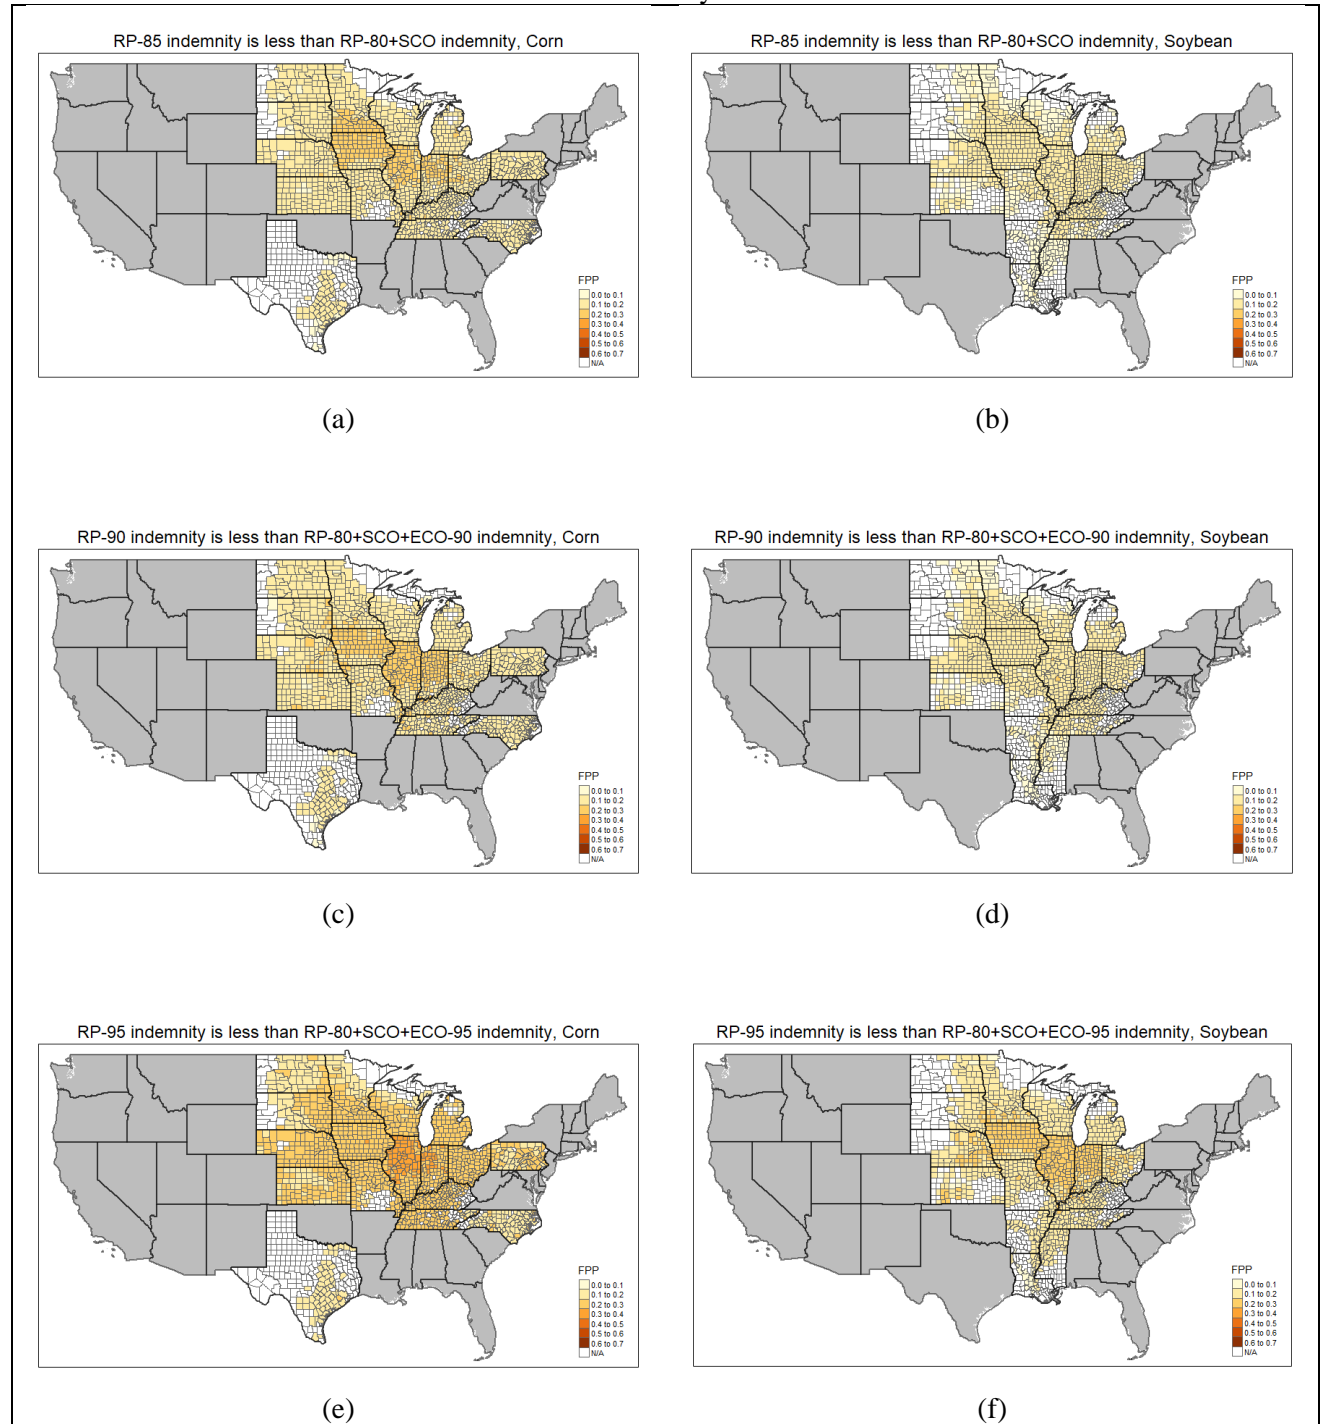 RP-85 indemnity is less than RP-80+SCO indemnity, Corn
FPP
0.0 to 0.1
0.1 to 0.2
0.2 to 0.3
0.3 to 0.4
0.4 to 0.5
0.5 to 0.6
0.6 to 0.7
N/A
(a)
RP-85 indemnity is less than RP-80+SCO indemnity, Soybean
FPP
0.0 to 0.1
0.1 to 0.2
0.2 to 0.3
0.3 to 0.4
0.4 to 0.5
0.5 to 0.6
0.6 to 0.7
N/A
(b)
RP-90 indemnity is less than RP-80+SCO+ECO-90 indemnity, Corn
FPP
0.0 to 0.1
0.1 to 0.2
0.2 to 0.3
0.3 to 0.4
0.4 to 0.5
0.5 to 0.6
0.6 to 0.7
N/A
(c)
RP-90 indemnity is less than RP-80+SCO+ECO-90 indemnity, Soybean
FPP
0.0 to 0.1
0.1 to 0.2
0.2 to 0.3
0.3 to 0.4
0.4 to 0.5
0.5 to 0.6
0.6 to 0.7
N/A
(d)
RP-95 indemnity is less than RP-80+SCO+ECO-95 indemnity, Corn
FPP
0.0 to 0.1
0.1 to 0.2
0.2 to 0.3
0.3 to 0.4
0.4 to 0.5
0.5 to 0.6
0.6 to 0.7
N/A
(e)
RP-95 indemnity is less than RP-80+SCO+ECO-95 indemnity, Soybean
FPP
0.0 to 0.1
0.1 to 0.2
0.2 to 0.3
0.3 to 0.4
0.4 to 0.5
0.5 to 0.6
0.6 to 0.7
N/A
(f)